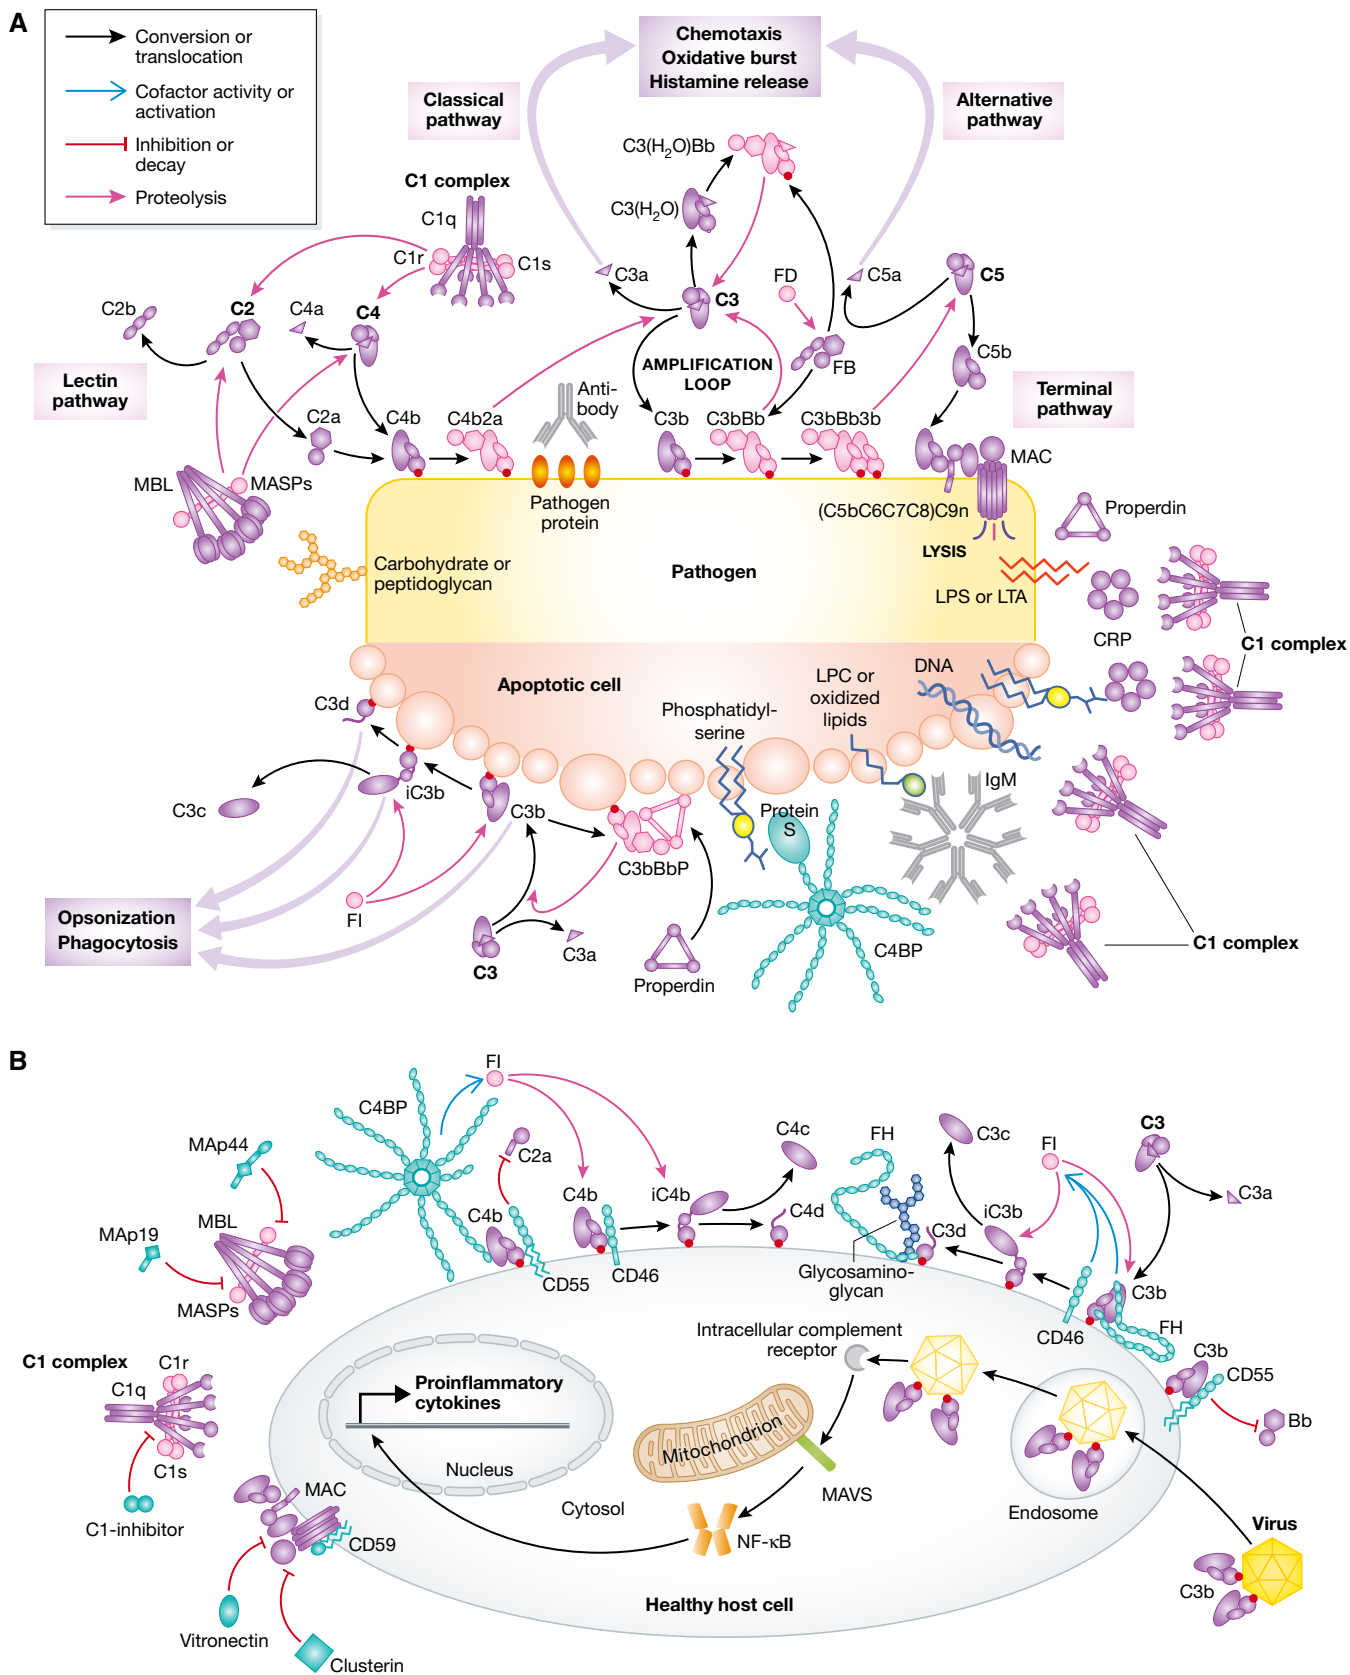 A
Conversion or
translocation
Cofactor activity or
activation
Inhibition or
decay
Proteolysis
Chemotaxis
Oxidative burst
Histamine release
Classical
pathway
Alternative
pathway
C3(H2O)Bb
C1 complex
C1q
C3(H2O)
C1r
C1s
C3a
FD
C5a
C5
C2b
C2
C4a
C4
C3
C5b
FB
AMPLIFICATION
LOOP
Lectin
pathway
Anti-
body
Terminal
pathway
C2a
C4b
C4b2a
C3b
C3bBb
C3bBb3b
MAC
MBL
MASPs
Pathogen
protein
(C5bC6C7C8)C9n
Properdin
LYSIS
Carbohydrate or
peptidoglycan
Pathogen
LPS or LTA
CRP
C1 complex
Apoptotic cell
DNA
LPC or
oxidized
lipids
C3d
Phosphatidyl-
serine
iC3b
IgM
C3c
C3b
Protein
S
C3bBbP
FI
Opsonization
Phagocytosis
C3
C3a
C4BP
C1 complex
Properdin
B
FI
C4BP
MAp44
C2a
C4c
FH
C3c
C3
FI
C4b
iC4b
C3a
C4b
C4d
iC3b
MBL
C3d
MAp19
CD55
CD46
Glycosamino-
glycan
C3b
MASPs
CD46
FH
Intracellular complement
receptor
C3b
CD55
C1 complex
C1r
C1q
Proinflammatory
cytokines
Bb
Mitochondrion
C1s
Nucleus
MAC
MAVS
Cytosol
Endosome
C1-inhibitor
CD59
NF-κB
Virus
C3b
Healthy host cell
Vitronectin
Clusterin